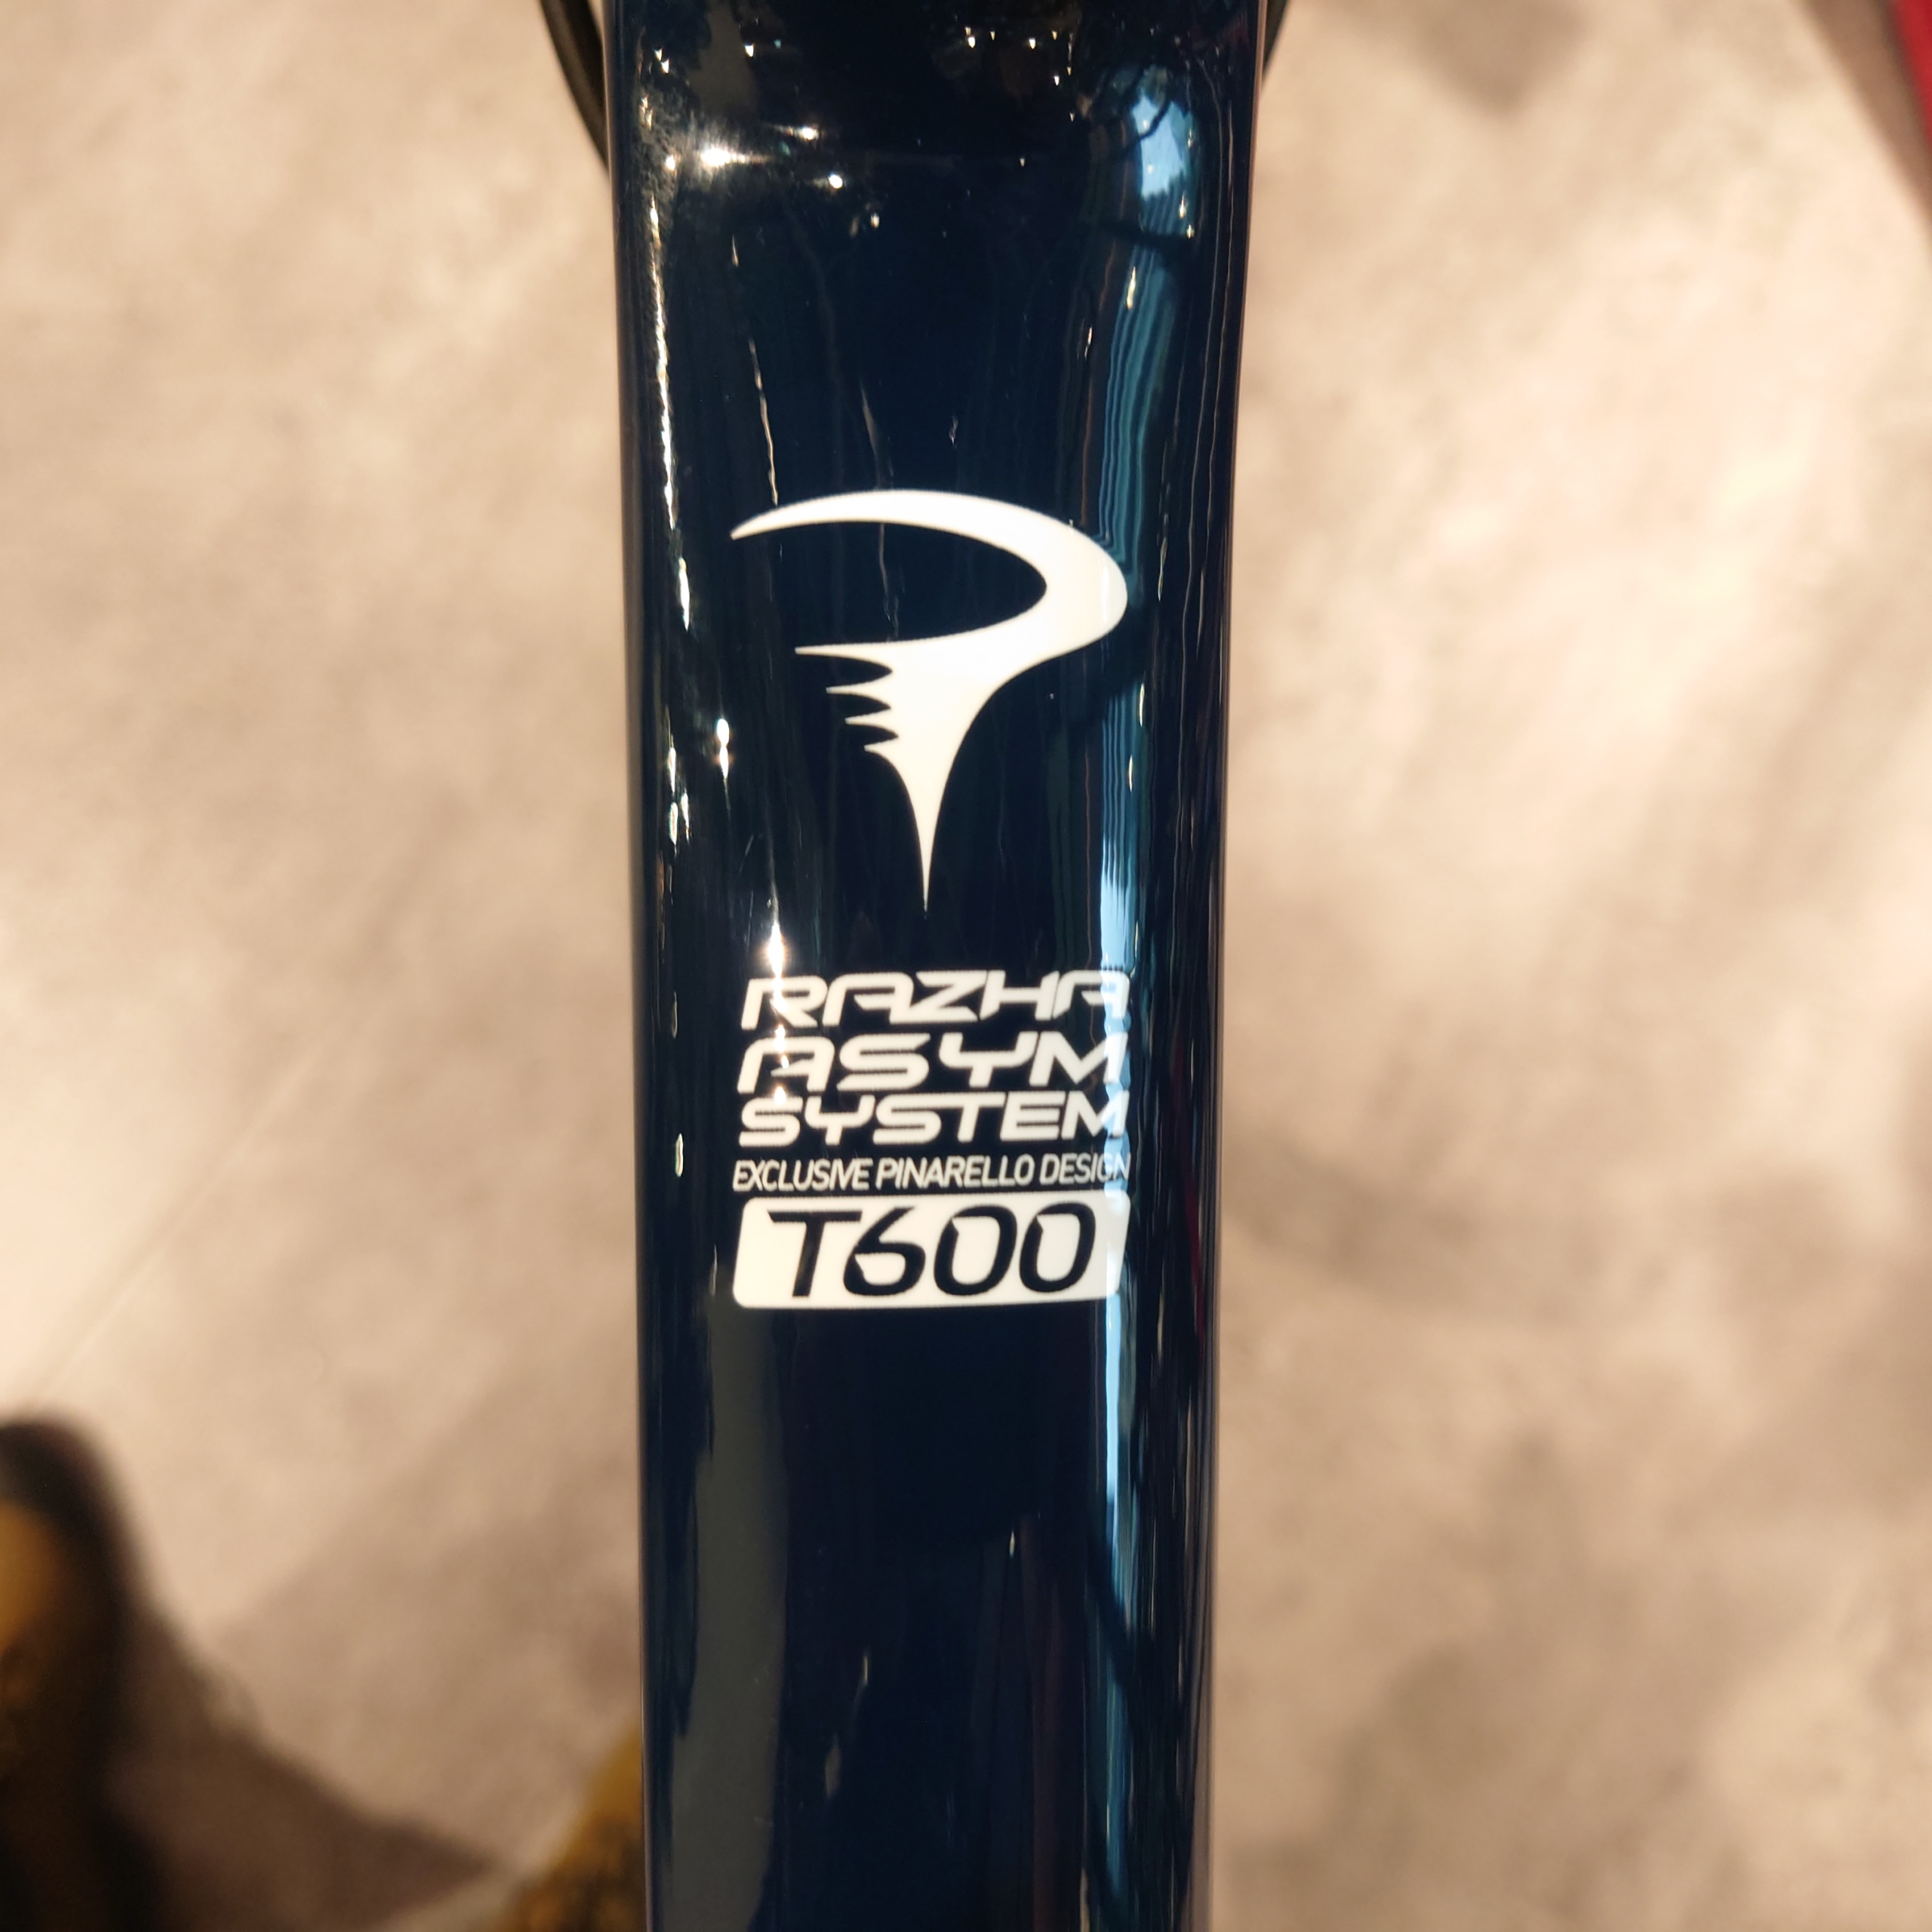 RAZHA
ASYM
SYSTEM
EXCLUSIVE PINARELLO DESIGN
T600